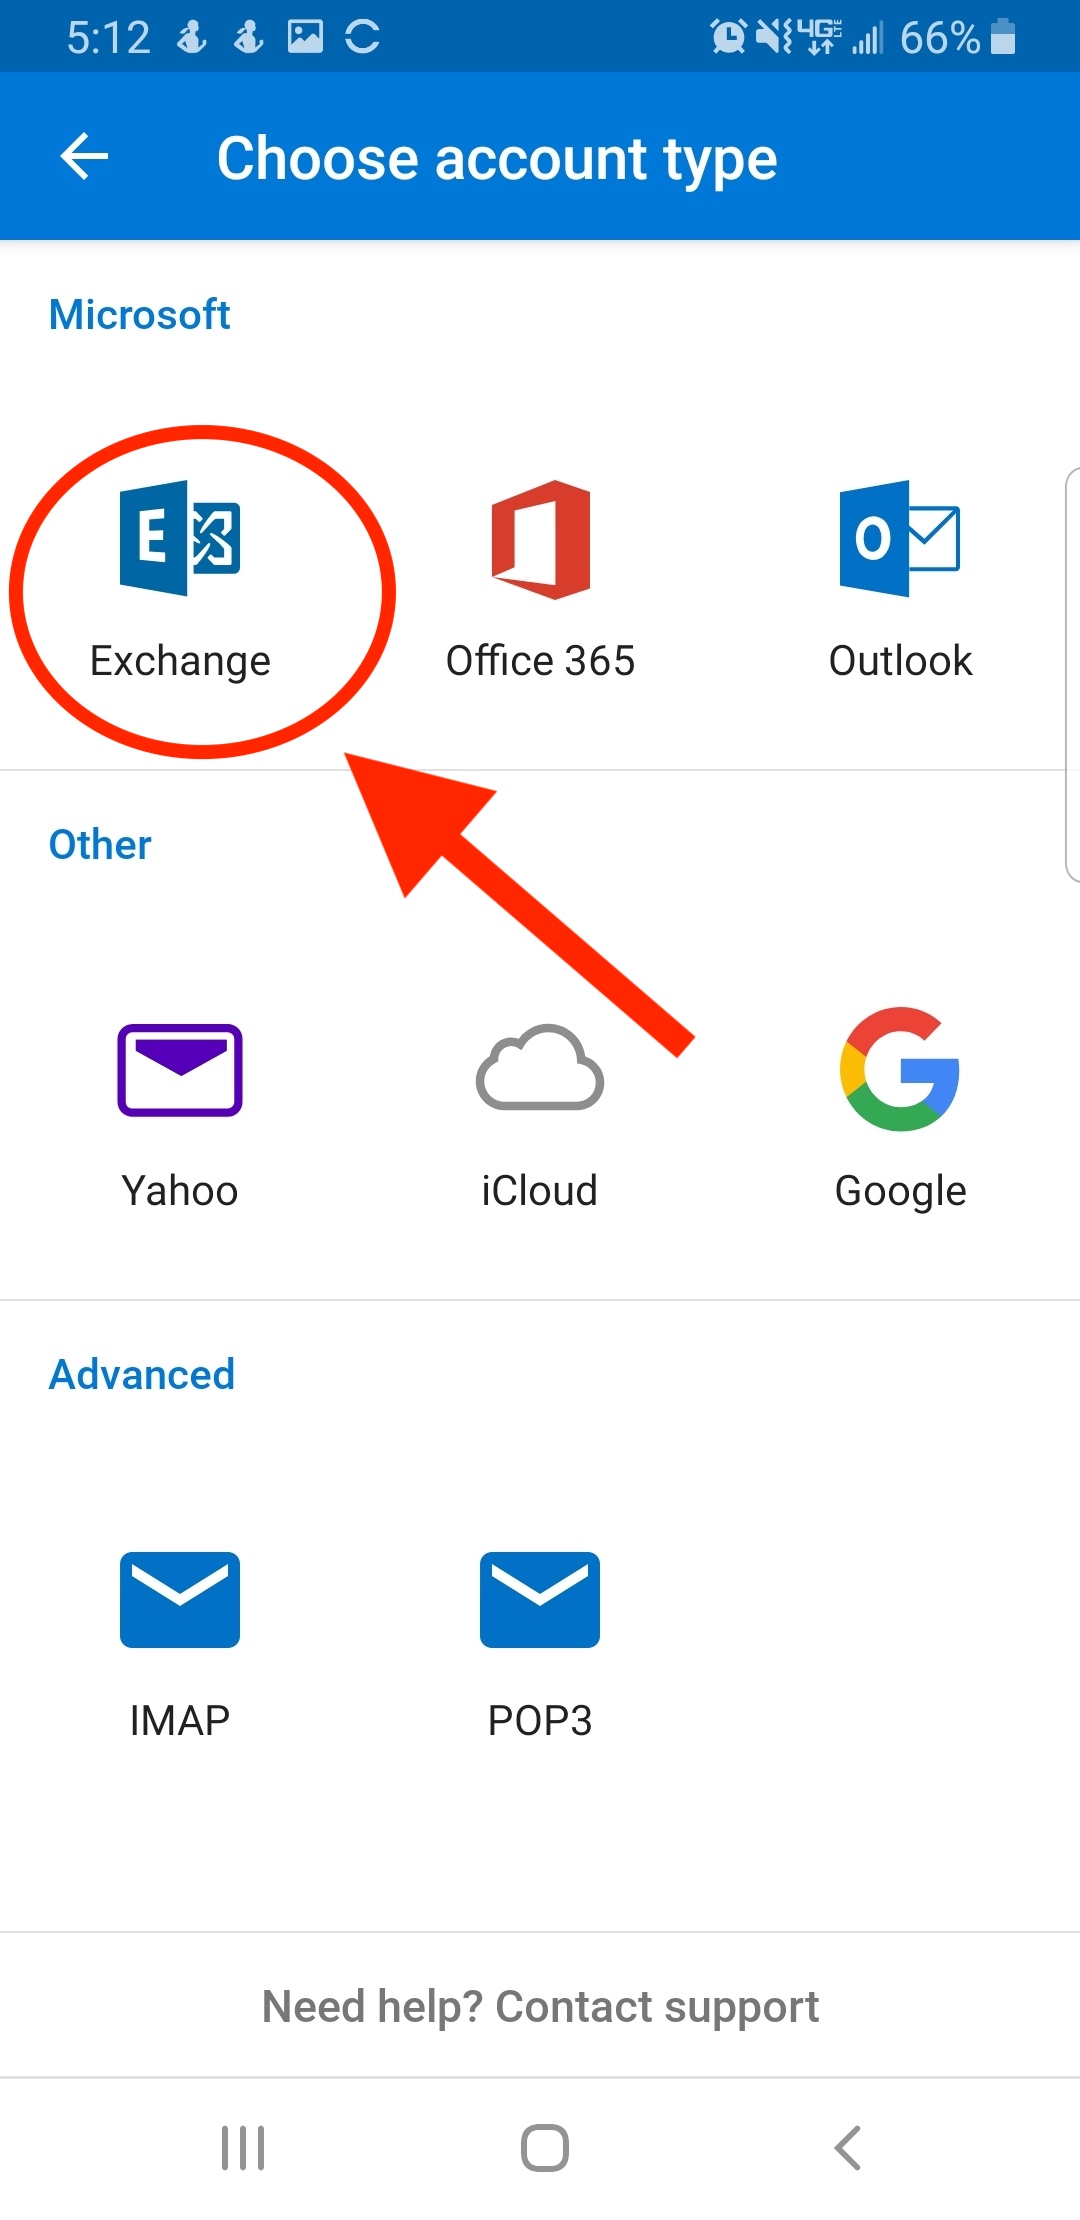 5:12 4G LTE 66%
Choose account type
Microsoft
Exchange Office 365 Outlook
Other
Yahoo iCloud Google
Advanced
IMAP POP3
Need help? Contact support